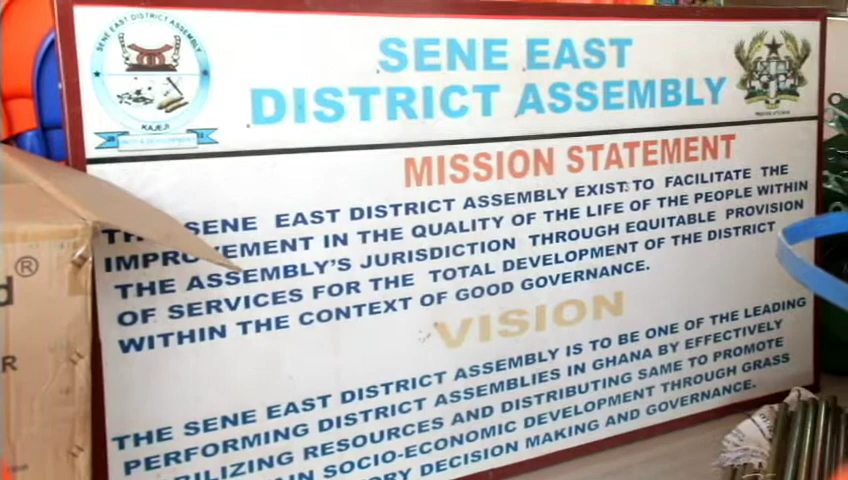 SENE EAST DISTRICT ASSEMBLY
KAJEJI
SENE EAST
DISTRICT ASSEMBLY
MISSION STATEMENT
SENE EAST DISTRICT ASSEMBLY EXIST TO FACILITATE THE
IMPROVEMENT IN THE QUALITY OF THE LIFE OF THE PEOPLE WITHIN
THE ASSEMBLY'S JURISDICTION THROUGH EQUITABLE PROVISION
OF SERVICES FOR THE TOTAL DEVELOPMENT OF THE DISTRICT
WITHIN THE CONTEXT OF GOOD GOVERNANCE.
VISION
THE SENE EAST DISTRICT ASSEMBLY IS TO BE ONE OF THE LEADING
PERFORMING DISTRICT ASSEMBLIES IN GHANA BY EFFECTIVELY
BILIZING RESOURCES AND DISTRIBUTING SAME TO PROMOTE
AIN SOCIO-ECONOMIC DEVELOPMENT THROUGH GRASS
ORY DECISION MAKING AND GOVERNANCE.
®
d
R